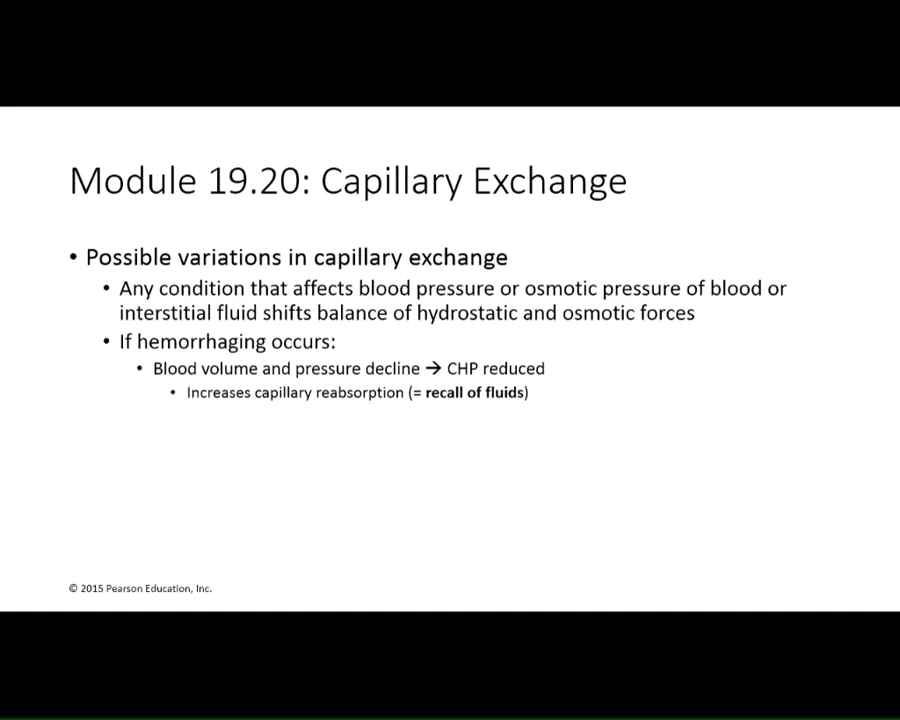 Module 19.20: Capillary Exchange
• Possible variations in capillary exchange
• Any condition that affects blood pressure or osmotic pressure of blood or
interstitial fluid shifts balance of hydrostatic and osmotic forces
• If hemorrhaging occurs:
• Blood volume and pressure decline → CHP reduced
• Increases capillary reabsorption (= recall of fluids)
© 2015 Pearson Education, Inc.